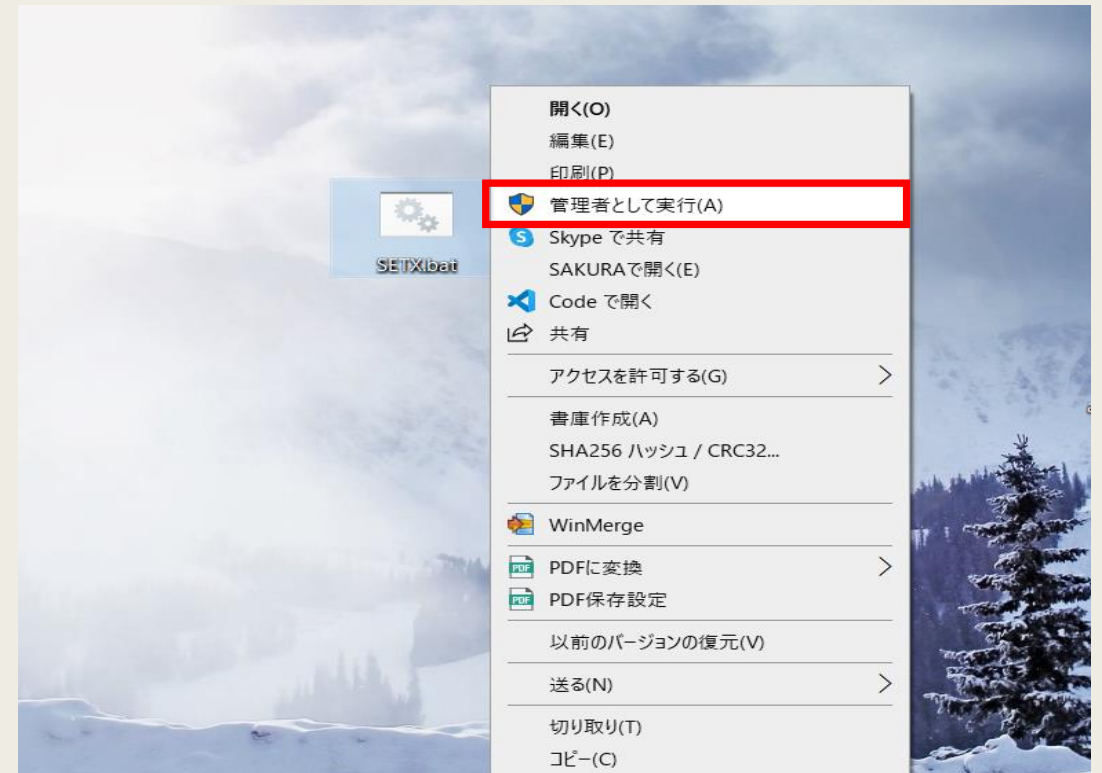 開く(O)
編集(E)
印刷(P)
管理者として実行(A)
SETX.bat
Skype で共有
SAKURAで開く(E)
Code で開く
共有
アクセスを許可する(G)
書庫作成(A)
SHA256 ハッシュ / CRC32...
ファイルを分割(V)
WinMerge
PDF
PDFに変換
PDF
PDF保存設定
以前のバージョンの復元(V)
送る(N)
切り取り(T)
コピー(C)